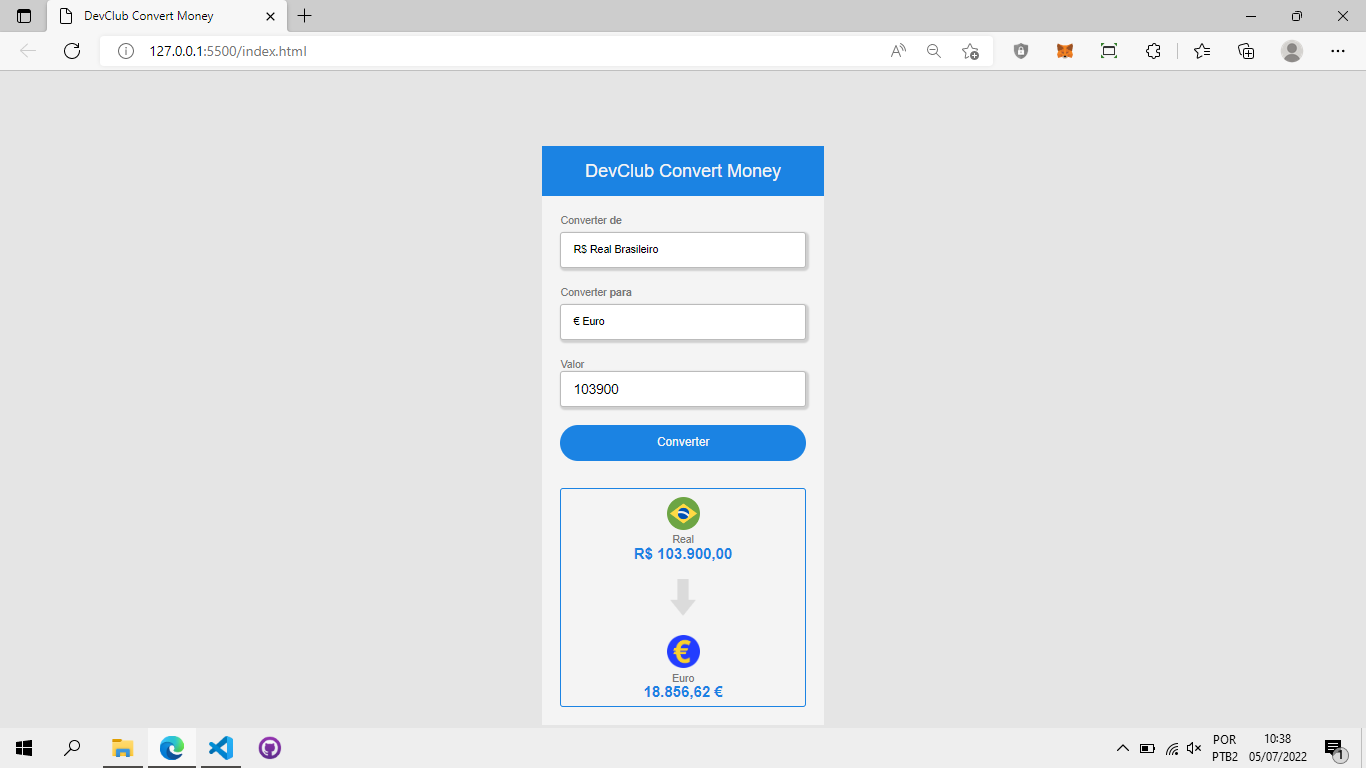 DevClub Convert Money
127.0.0.1:5500/index.html
DevClub Convert Money
Converter de
R$ Real Brasileiro
Converter para
€ Euro
Valor
103900
Converter
Real
R$ 103.900,00
€
Euro
18.856,62 €
POR
PTB2
10:38
05/07/2022
1